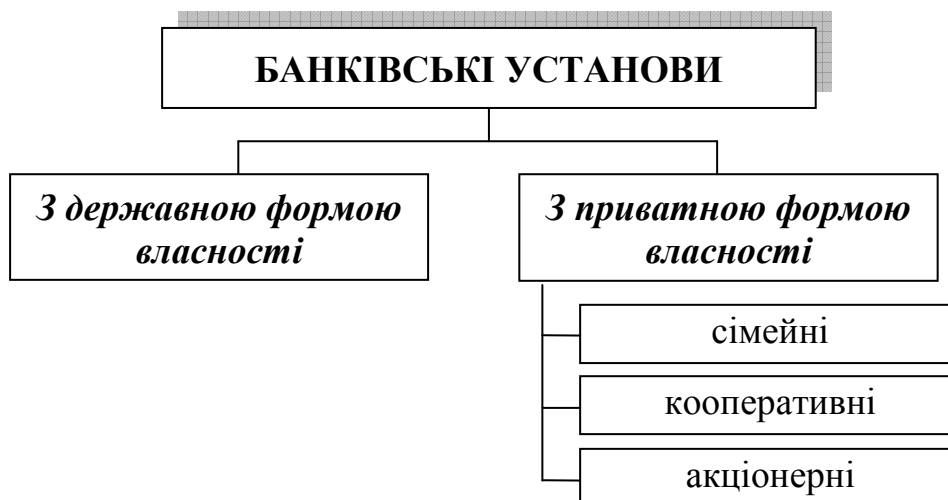 БАНКІВСЬКІ УСТАНОВИ
З державною формою
власності
З приватною формою
власності
сімейні
кооперативні
акціонерні